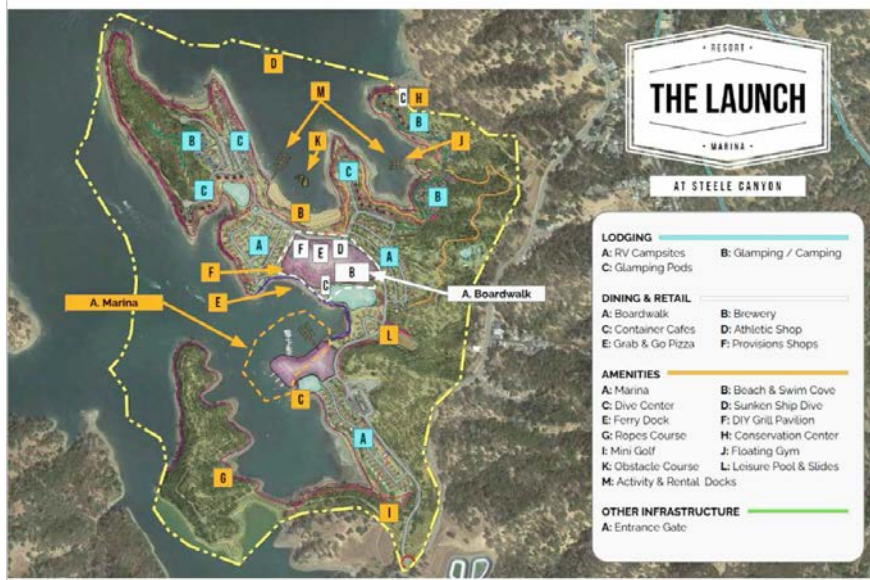 D
M
C
H
B
K
J
B
C
C
B
C
B
A
F
E
D
A
F
B
C
E
A. Marina
A. Boardwalk
L
C
A
G
I
• RESORT •
THE LAUNCH
• MARINA •
AT STEELE CANYON
LODGING
A: RV Campsites B: Glamping / Camping
C: Glamping Pods
DINING & RETAIL
A: Boardwalk B: Brewery
C: Container Cafes D: Athletic Shop
E: Grab & Go Pizza F: Provisions Shops
AMENITIES
A: Marina B: Beach & Swim Cove
C: Dive Center D: Sunken Ship Dive
E: Ferry Dock F: DIY Grill Pavilion
G: Ropes Course H: Conservation Center
I: Mini Golf J: Floating Gym
K: Obstacle Course L: Leisure Pool & Slides
M: Activity & Rental Docks
OTHER INFRASTRUCTURE
A: Entrance Gate